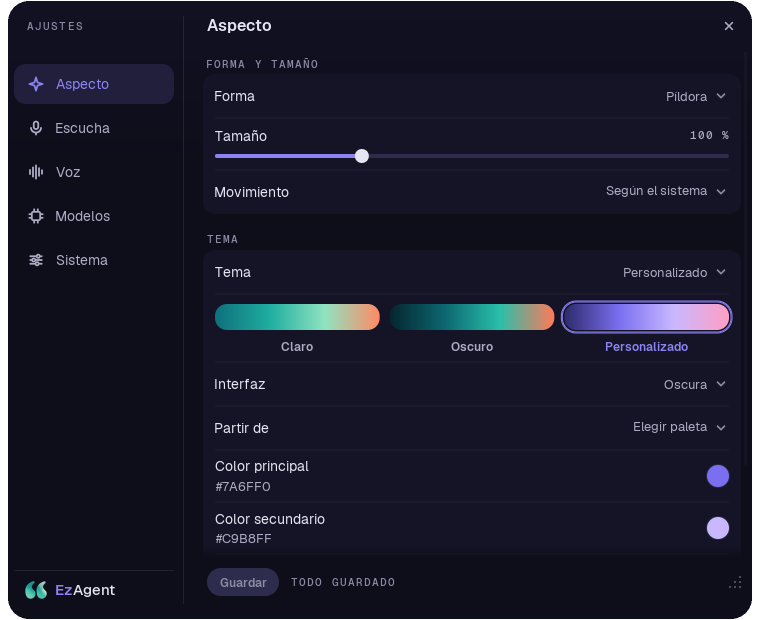 AJUSTES
Aspecto
Escucha
Voz
Modelos
Sistema
EzAgent
Aspecto
FORMA Y TAMAÑO
Forma
Píldora
Tamaño
100 %
Movimiento
Según el sistema
TEMA
Tema
Personalizado
Claro
Oscuro
Personalizado
Interfaz
Oscura
Partir de
Elegir paleta
Color principal
#7A6FF0
Color secundario
#C9B8FF
Guardar
TODO GUARDADO